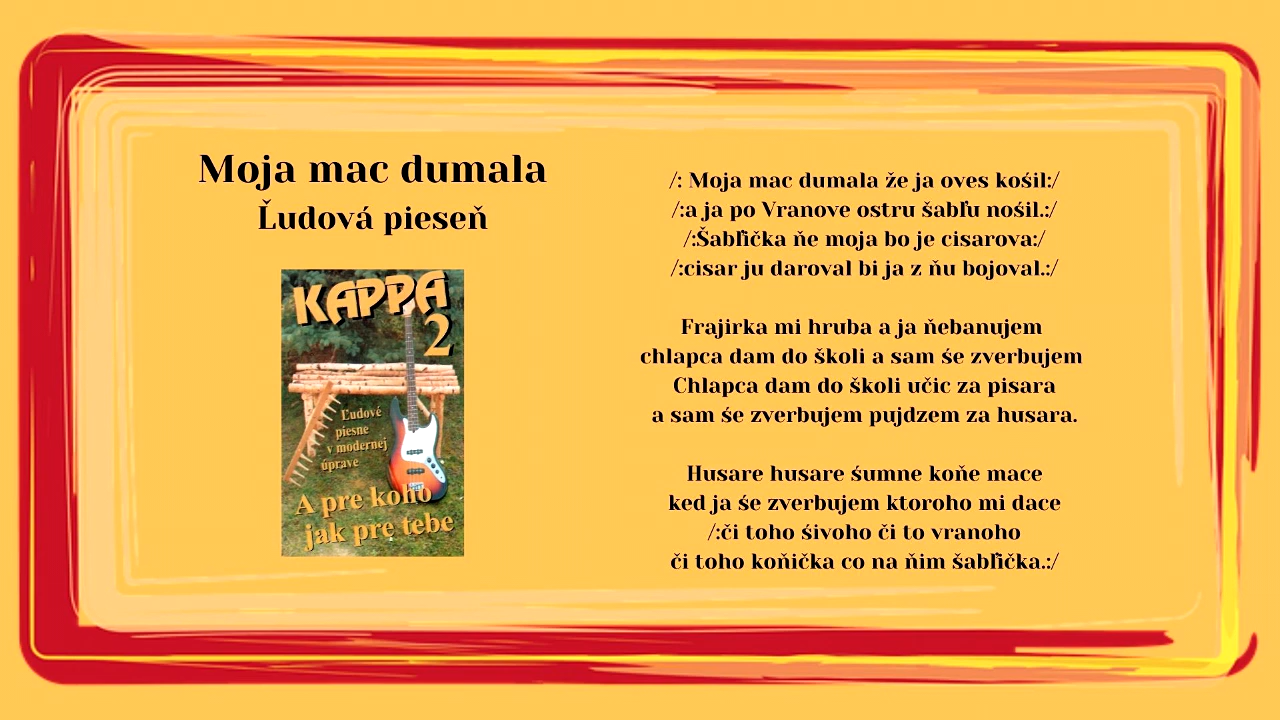 Moja mac dumala
Ľudová pieseň
KAPPA
2
Ľudové
piesne
v modernej
úprave
A pre koho
jak pre tebe
/: Moja mac dumala že ja oves kośil:/
/:a ja po Vranove ostru šabľu nośil.:/
/:Šabľička ňe moja bo je cisarova:/
/:cisar ju daroval bi ja z ňu bojoval.:/
Frajirka mi hruba a ja ňebanujem
chlapca dam do školi a sam śe zverbujem
Chlapca dam do školi učic za pisara
a sam śe zverbujem pujdzem za husara.
Husare husare śumne koňe mace
ked ja śe zverbujem ktoroho mi dace
/:či toho śivoho či to vranoho
či toho koňička co na ňim šabľička.:/